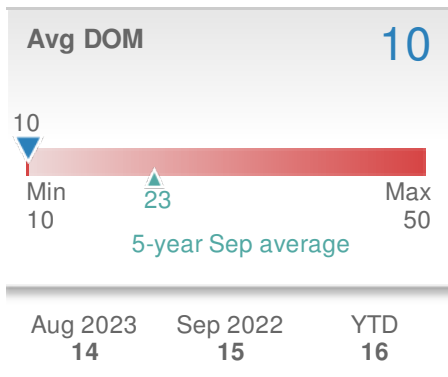 Avg DOM 10
10
Min 23 Max
10 50
5-year Sep average
Aug 2023 Sep 2022 YTD
14 15 16